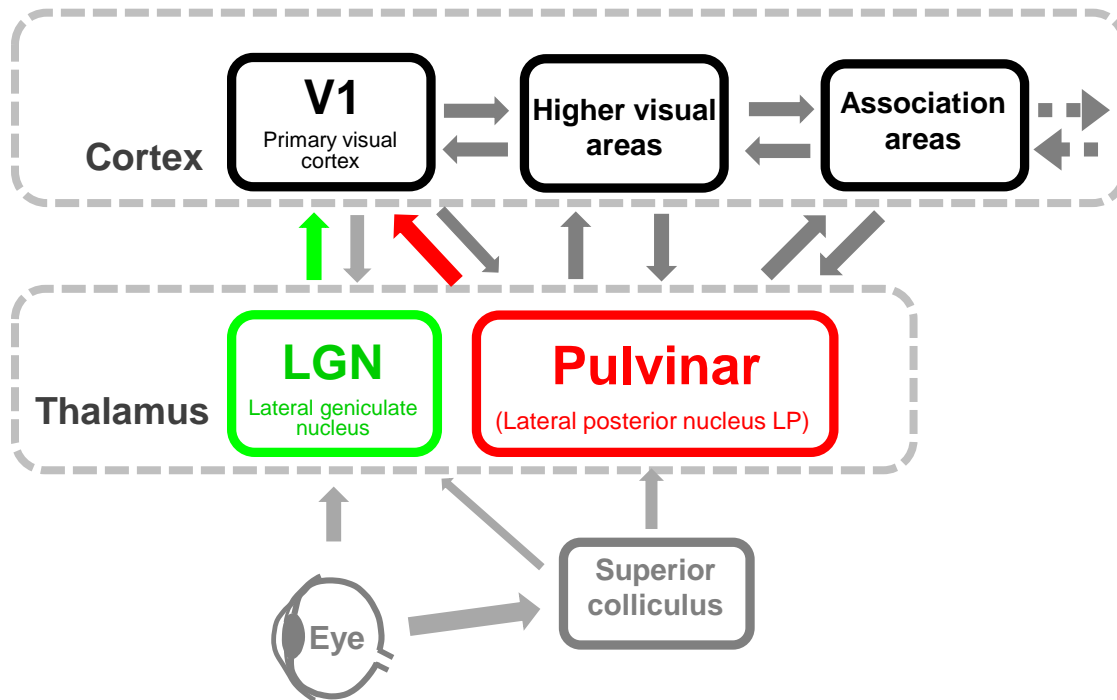 V1
Primary visual
cortex
Higher visual
areas
Association
areas
Cortex
LGN
Lateral geniculate
nucleus
Pulvinar
(Lateral posterior nucleus LP)
Thalamus
Superior
colliculus
Eye